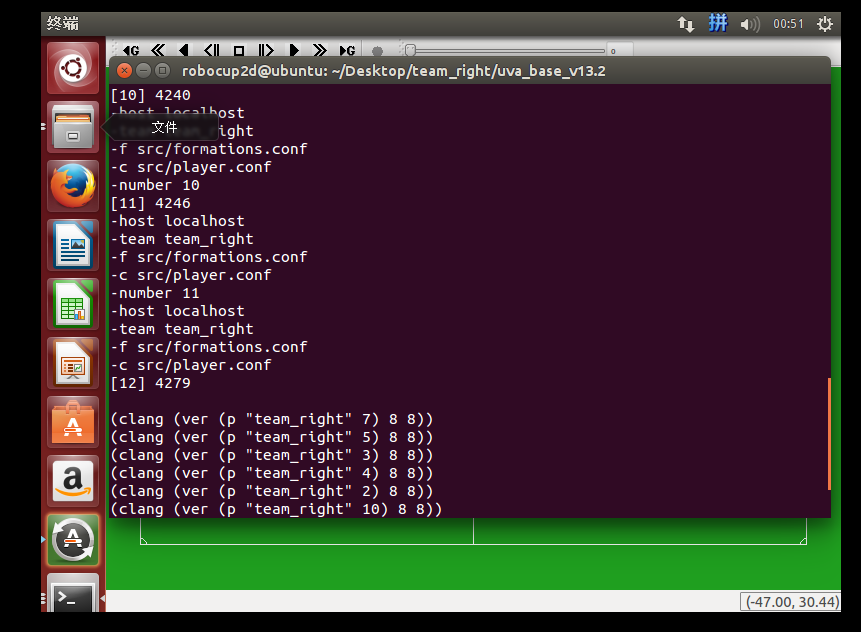 终端
拼
00:51
G
G
0
robocup2d@ubuntu: ~/Desktop/team_right/uva_base_v13.2
[10] 4240
-host localhost
-team team_right
文件
-f src/formations.conf
-c src/player.conf
-number 10
[11] 4246
-host localhost
-team team_right
-f src/formations.conf
-c src/player.conf
-number 11
-host localhost
-team team_right
-f src/formations.conf
-c src/player.conf
[12] 4279
(clang (ver (p "team_right" 7) 8 8))
(clang (ver (p "team_right" 5) 8 8))
(clang (ver (p "team_right" 3) 8 8))
(clang (ver (p "team_right" 4) 8 8))
(clang (ver (p "team_right" 2) 8 8))
(clang (ver (p "team_right" 10) 8 8))
a
>_
(-47.00, 30.44)